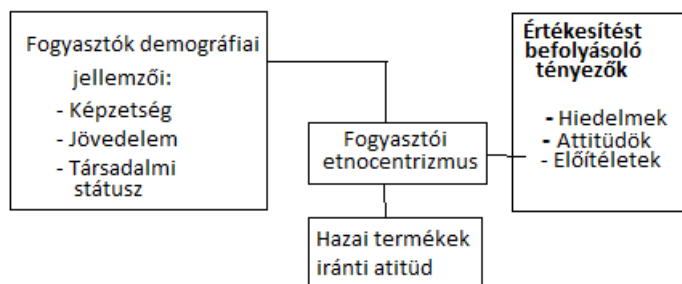 Fogyasztók demográfiai
jellemzői:
- Képzetség
- Jövedelem
- Társadalmi
státusz
Fogyasztói
etnocentrizmus
Hazai termékek
iránti atitüd
Értékesítést
befolyásoló
tényezők
- Hiedelmek
- Attitüdök
- Előítéletek